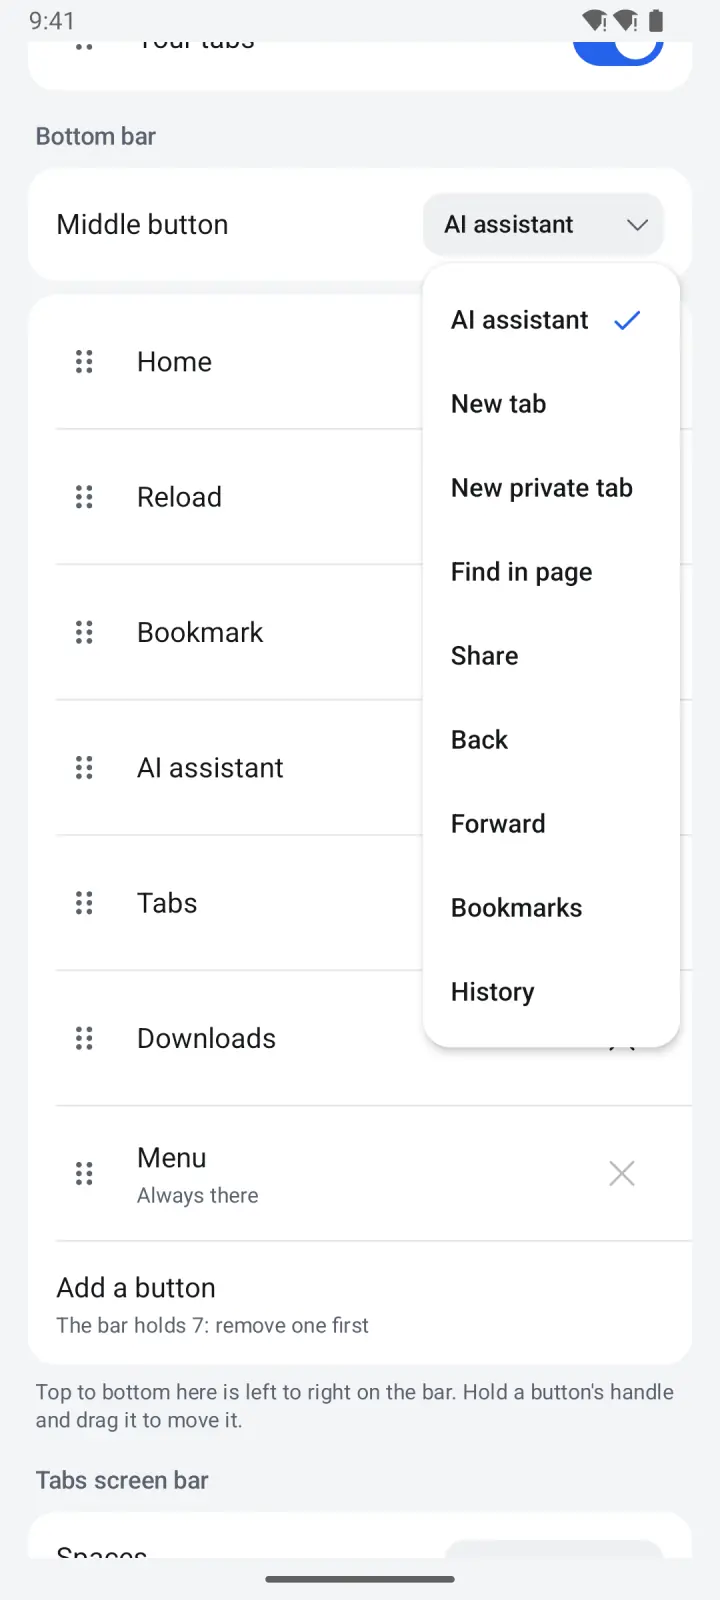 9:41
Your tabs
Bottom bar
Middle button
AI assistant
AI assistant
New tab
New private tab
Find in page
Share
Back
Forward
Bookmarks
History
Home
Reload
Bookmark
AI assistant
Tabs
Downloads
Menu
Always there
Add a button
The bar holds 7: remove one first
Top to bottom here is left to right on the bar. Hold a button's handle
and drag it to move it.
Tabs screen bar
Spaces